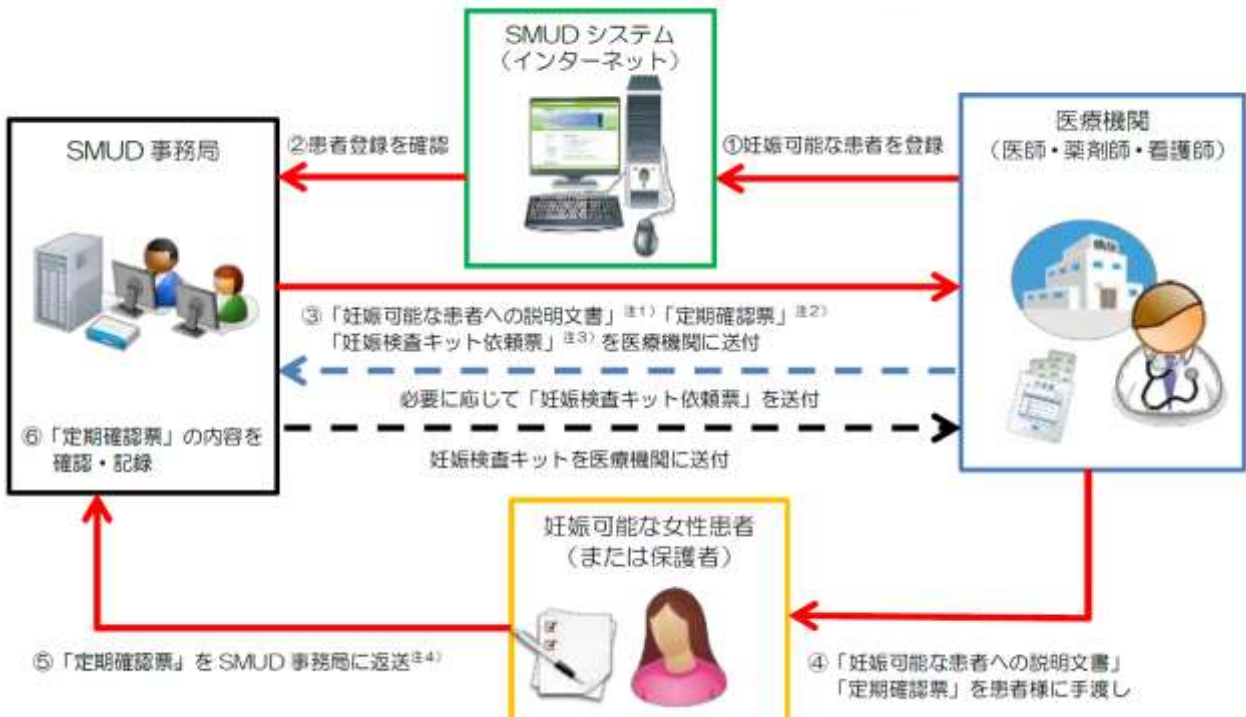 SMUD システム
（インターネット）
医療機関
（医師・薬剤師・看護師）
SMUD 事務局
②患者登録を確認
①妊娠可能な患者を登録
③「妊娠可能な患者への説明文書」注1）「定期確認票」注2）
「妊娠検査キット依頼票」注3）を医療機関に送付
必要に応じて「妊娠検査キット依頼票」を送付
⑥「定期確認票」の内容を
確認・記録
妊娠検査キットを医療機関に送付
妊娠可能な女性患者
（または保護者）
⑤「定期確認票」を SMUD 事務局に返送注4）
④「妊娠可能な患者への説明文書」
「定期確認票」を患者様に手渡し